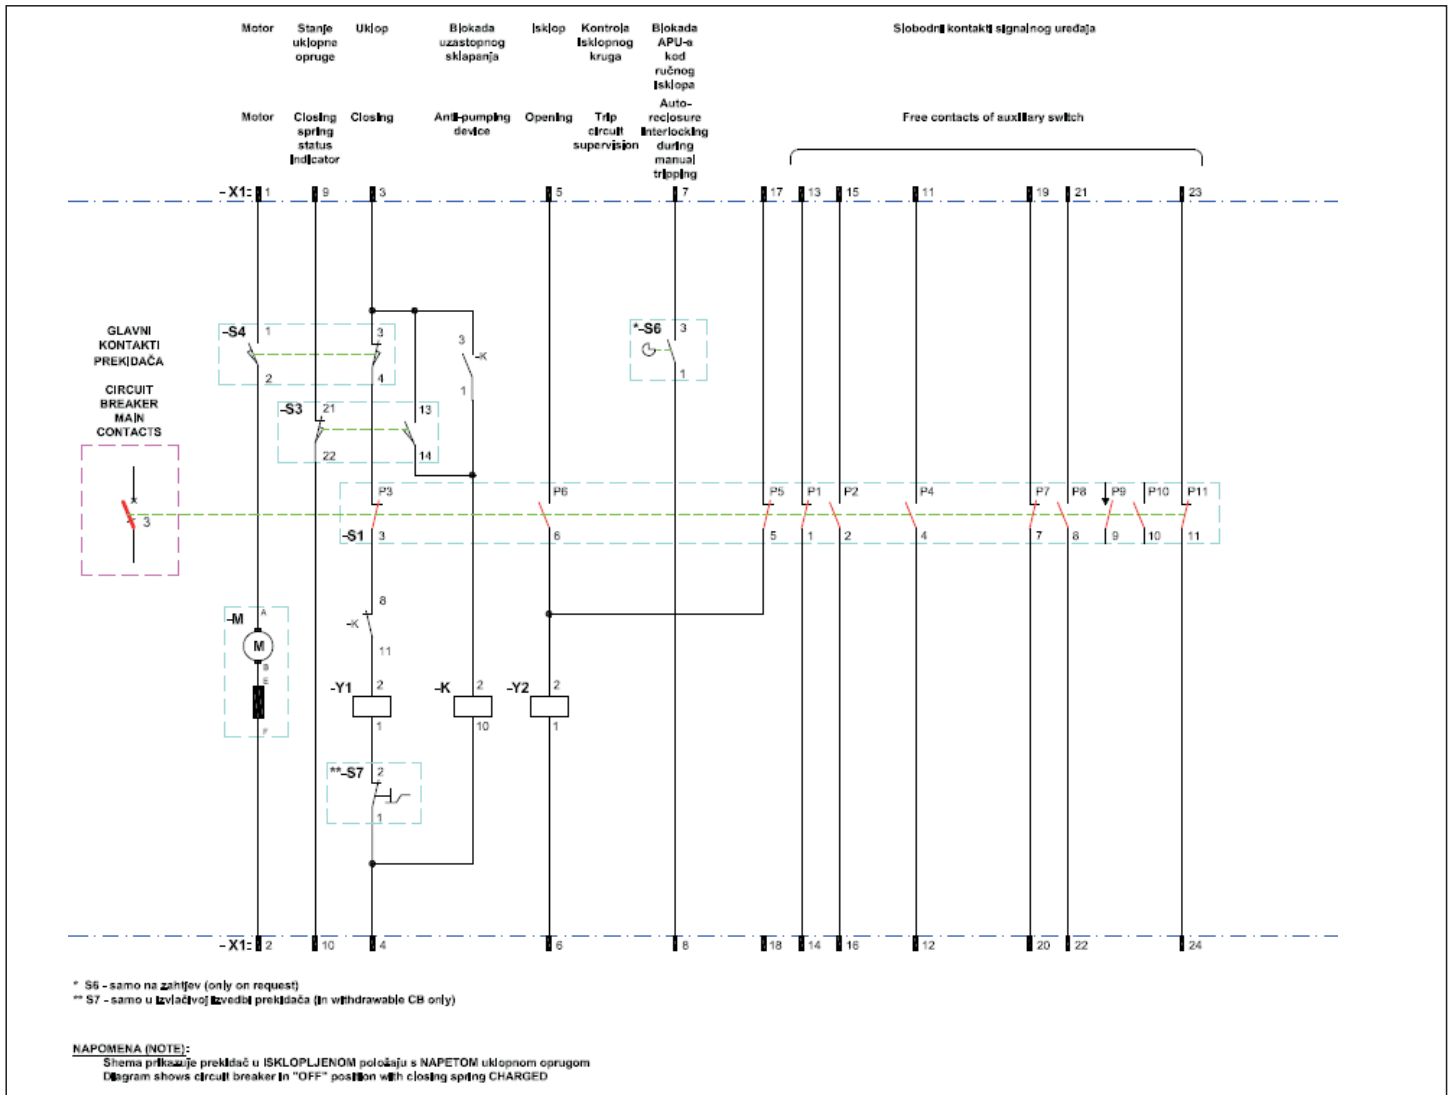 Motor
Stanje
uklopne
opruge
Uklop
Blokada
uzastopnog
sklapanja
Isklop
Kontrola
Isklopnog
kruga
Blokada
APU-a
kod
ručnog
Isklopa
Slobodni kontakti signalnog uređaja
Motor
Closing
spring
status
indicator
Closing
Anti-pumping
device
Opening
Trip
circuit
supervision
Auto-
reclosure
interlocking
during
manual
tripping
Free contacts of auxiliary switch
-X1: 1 9 3 5 7 17 13 15 11 19 21 23
GLAVNI
KONTAKTI
PREKIDAČA
CIRCUIT
BREAKER
MAIN
CONTACTS
3
-S4 1 3
2 4
3
-K
1
*-S6 3
1
-S3 21 13
22 14
P3 P6 P5 P1 P2 P4 P7 P8 P9 P10 P11
-S1 3 6 5 1 2 4 7 8 9 10 11
8
-K
11
-M
A
M
B
E
F
-Y1 2
1
-K 2
10
-Y2 2
1
**-S7 2
1
-X1: 2 10 4 6 8 18 14 16 12 20 22 24
* S6 - samo na zahtjev (only on request)
** S7 - samo u izvlačivoj izvedbi prekidača (in withdrawable CB only)
NAPOMENA (NOTE):
Shema prikazuje prekidač u ISKLOPLJENOM položaju s NAPETOM uklopnom oprugom
Diagram shows circuit breaker in "OFF" position with closing spring CHARGED